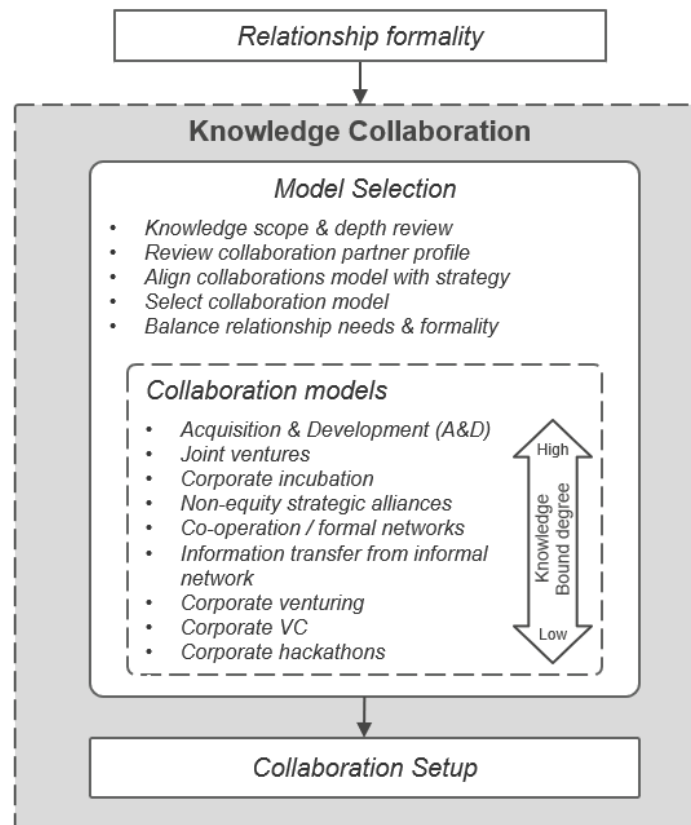 Relationship formality
Knowledge Collaboration
Model Selection
• Knowledge scope & depth review
• Review collaboration partner profile
• Align collaborations model with strategy
• Select collaboration model
• Balance relationship needs & formality
Collaboration models
• Acquisition & Development (A&D)
• Joint ventures
• Corporate incubation
• Non-equity strategic alliances
• Co-operation / formal networks
• Information transfer from informal
network
• Corporate venturing
• Corporate VC
• Corporate hackathons
High
Knowledge
Bound degree
Low
Collaboration Setup